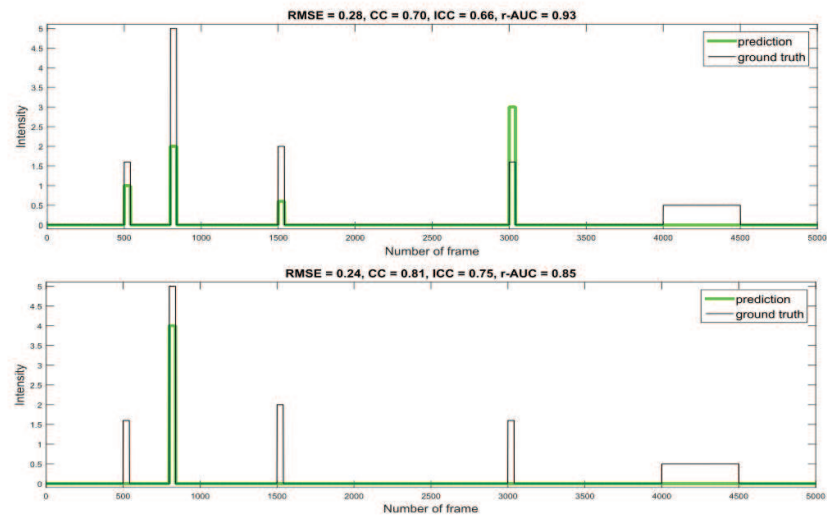 RMSE = 0.28, CC = 0.70, ICC = 0.66, r-AUC = 0.93
prediction
ground truth
Intensity
5
4.5
4
3.5
3
2.5
2
1.5
1
0.5
0
0 500 1000 1500 2000 2500 3000 3500 4000 4500 5000
Number of frame
RMSE = 0.24, CC = 0.81, ICC = 0.75, r-AUC = 0.85
prediction
ground truth
Intensity
5
4.5
4
3.5
3
2.5
2
1.5
1
0.5
0
0 500 1000 1500 2000 2500 3000 3500 4000 4500 5000
Number of frame